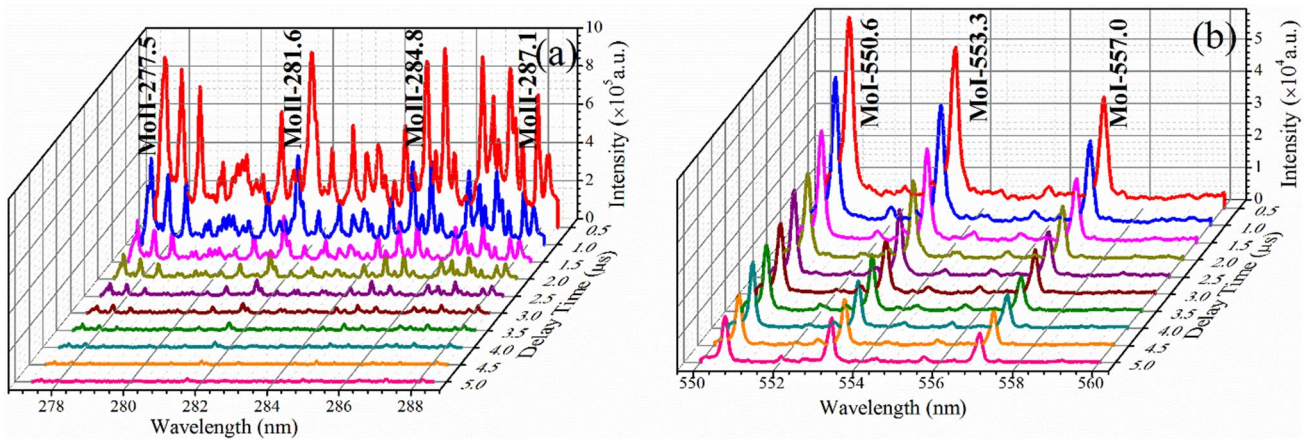 (a)
MoII-277.5
MoII-281.6
MoII-284.8
MoII-287.1
10
8
6
4
2
0
Intensity (×10⁵a.u.)
0.5
1.0
1.5
2.0
2.5
3.0
3.5
4.0
4.5
5.0
Delay Time (μs)
278
280
282
284
286
288
Wavelength (nm)
(b)
MoI-550.6
MoI-553.3
MoI-557.0
5
4
3
2
1
0
Intensity (×10⁴a.u.)
0.5
1.0
1.5
2.0
2.5
3.0
3.5
4.0
4.5
5.0
Delay Time (μs)
550
552
554
556
558
560
Wavelength (nm)